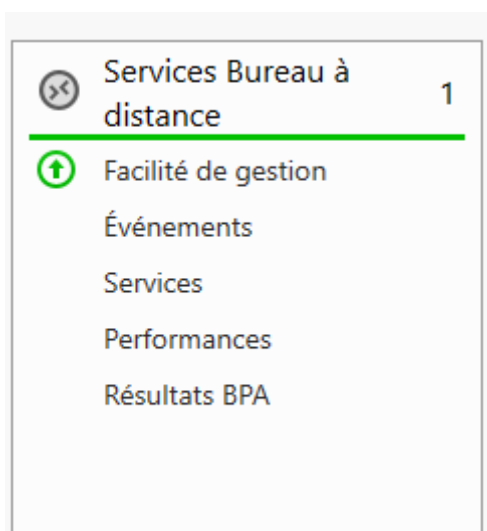 Services Bureau à
distance
1
Facilité de gestion
Événements
Services
Performances
Résultats BPA